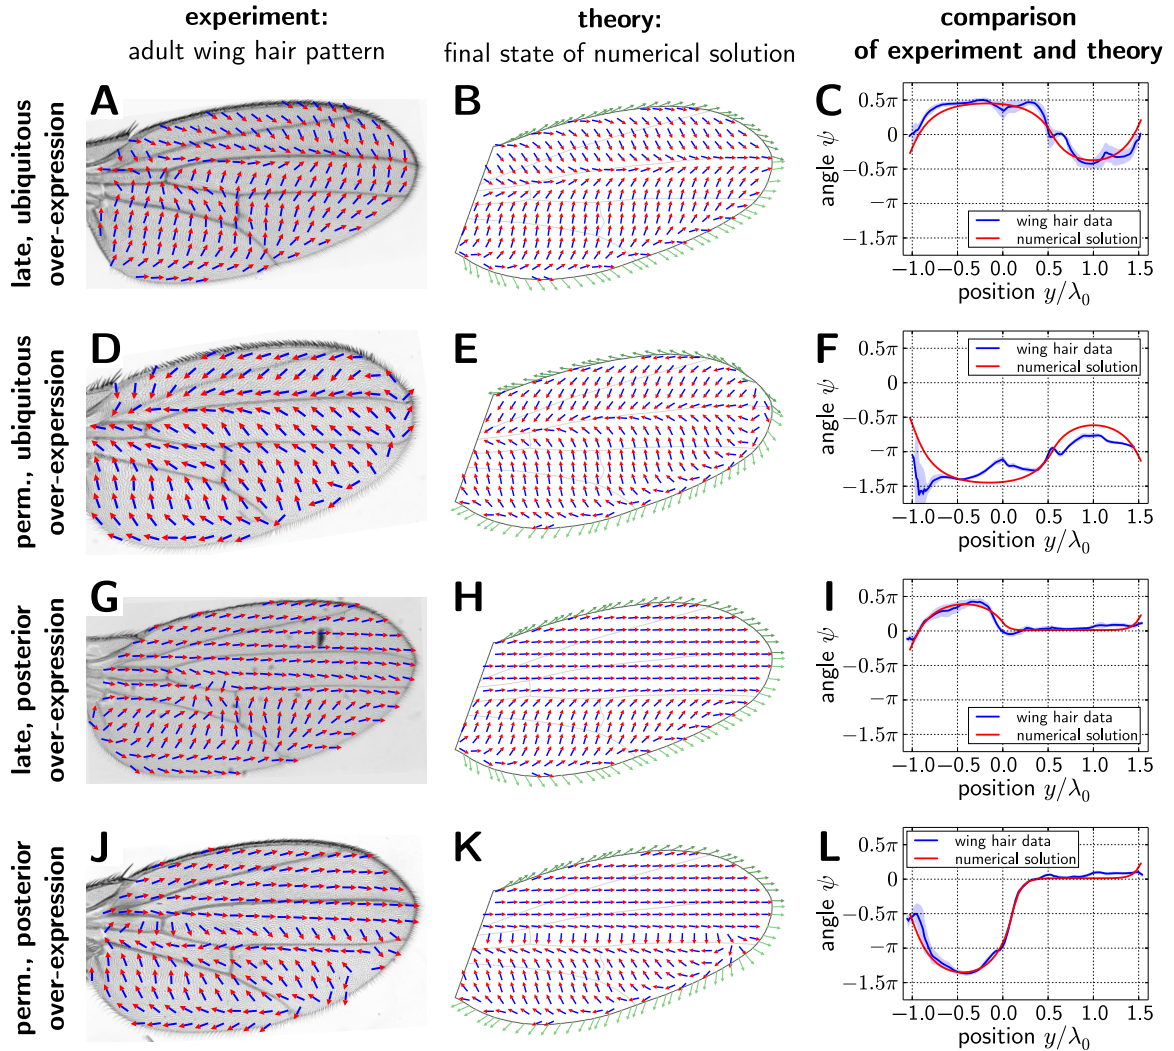 experiment:
adult wing hair pattern
theory:
final state of numerical solution
comparison
of experiment and theory
late, ubiquitous
over-expression
A
B
C
0.5π
0
−0.5π
−π
−1.5π
angle ψ
wing hair data
numerical solution
−1.0 −0.5 0.0 0.5 1.0 1.5
position y/λ₀
perm., ubiquitous
over-experssion
D
E
F
0.5π
0
−0.5π
−π
−1.5π
angle ψ
wing hair data
numerical solution
−1.0 −0.5 0.0 0.5 1.0 1.5
position y/λ₀
late, posterior
over-expression
G
H
I
0.5π
0
−0.5π
−π
−1.5π
angle ψ
wing hair data
numerical solution
−1.0 −0.5 0.0 0.5 1.0 1.5
position y/λ₀
perm., posterior
over-expression
J
K
L
0.5π
0
−0.5π
−π
−1.5π
angle ψ
wing hair data
numerical solution
−1.0 −0.5 0.0 0.5 1.0 1.5
position y/λ₀